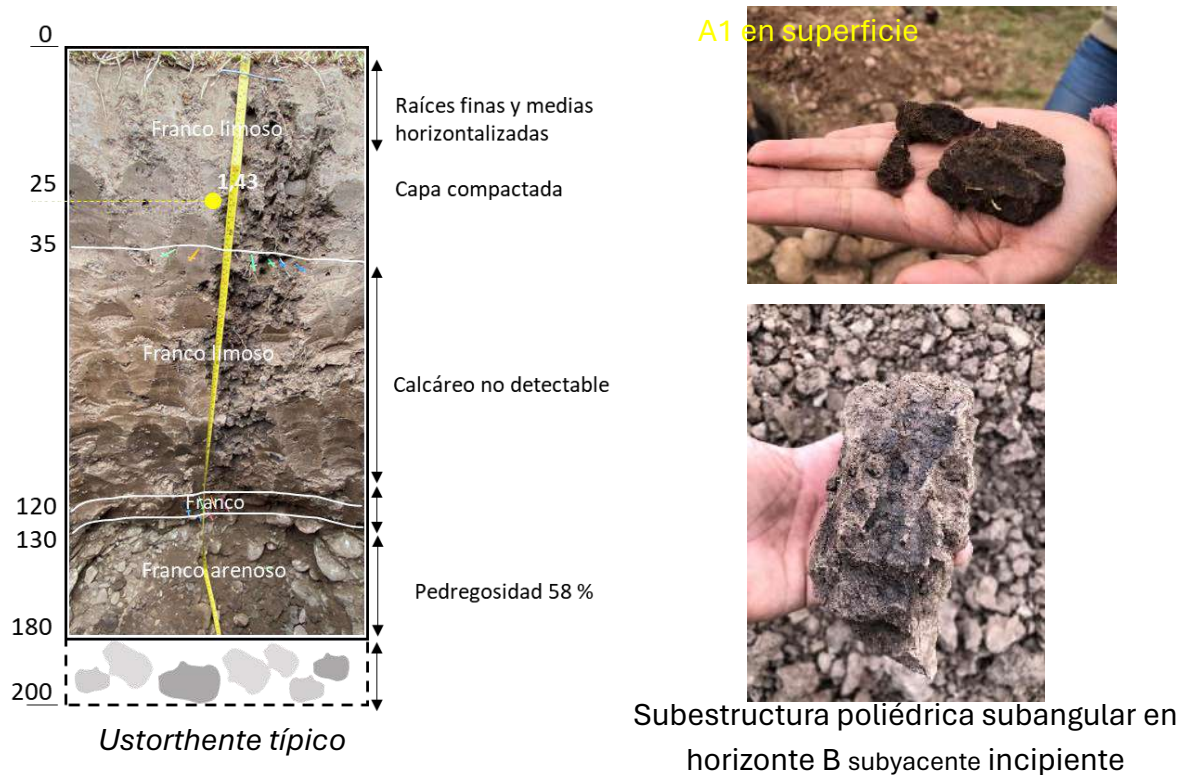 0
25
35
120
130
180
200
Franco limoso
1,43
Franco limoso
Franco
Franco arenoso
Raíces finas y medias
horizontalizadas
Capa compactada
Calcáreo no detectable
Pedregosidad 58 %
Ustorthente típico
A1 en superficie
Subestructura poliédrica subangular en
horizonte B subyacente incipiente